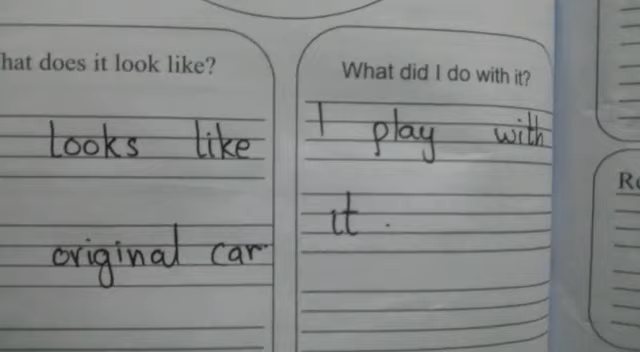 hat does it look like?
looks like
original car.
What did I do with it?
I play with
it .
R